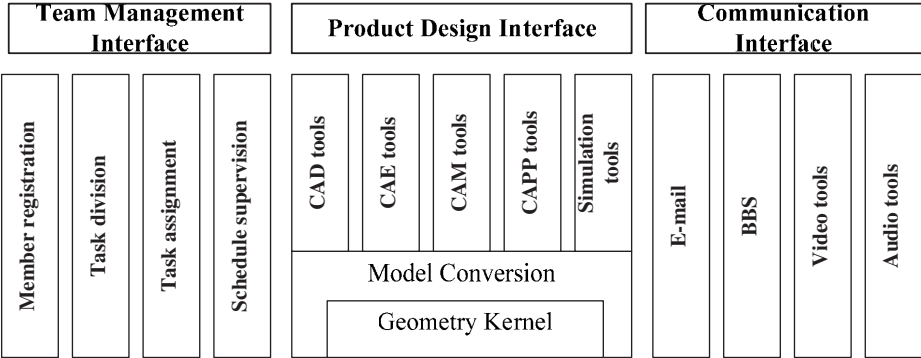 Team Management
Interface
Product Design Interface
Communication
Interface
Member registration
Task division
Task assignment
Schedule supervision
CAD tools
CAE tools
CAM tools
CAPP tools
Simulation
tools
E-mail
BBS
Video tools
Audio tools
Model Conversion
Geometry Kernel